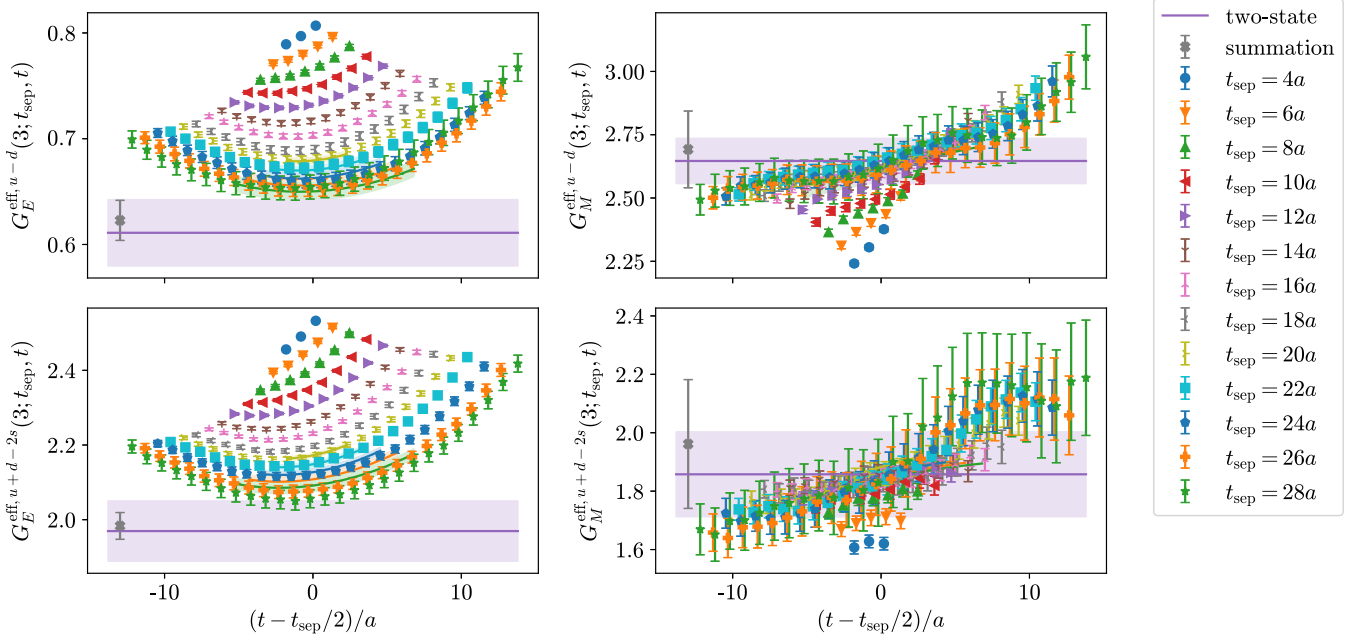 G_E^{eff, u−d}(3; t_sep, t)
0.8
0.7
0.6
G_M^{eff, u−d}(3; t_sep, t)
3.00
2.75
2.50
2.25
G_E^{eff, u+d−2s}(3; t_sep, t)
2.4
2.2
2.0
-10
0
10
(t − t_sep/2)/a
G_M^{eff, u+d−2s}(3; t_sep, t)
2.4
2.2
2.0
1.8
1.6
-10
0
10
(t − t_sep/2)/a
two-state
summation
t_sep = 4a
t_sep = 6a
t_sep = 8a
t_sep = 10a
t_sep = 12a
t_sep = 14a
t_sep = 16a
t_sep = 18a
t_sep = 20a
t_sep = 22a
t_sep = 24a
t_sep = 26a
t_sep = 28a